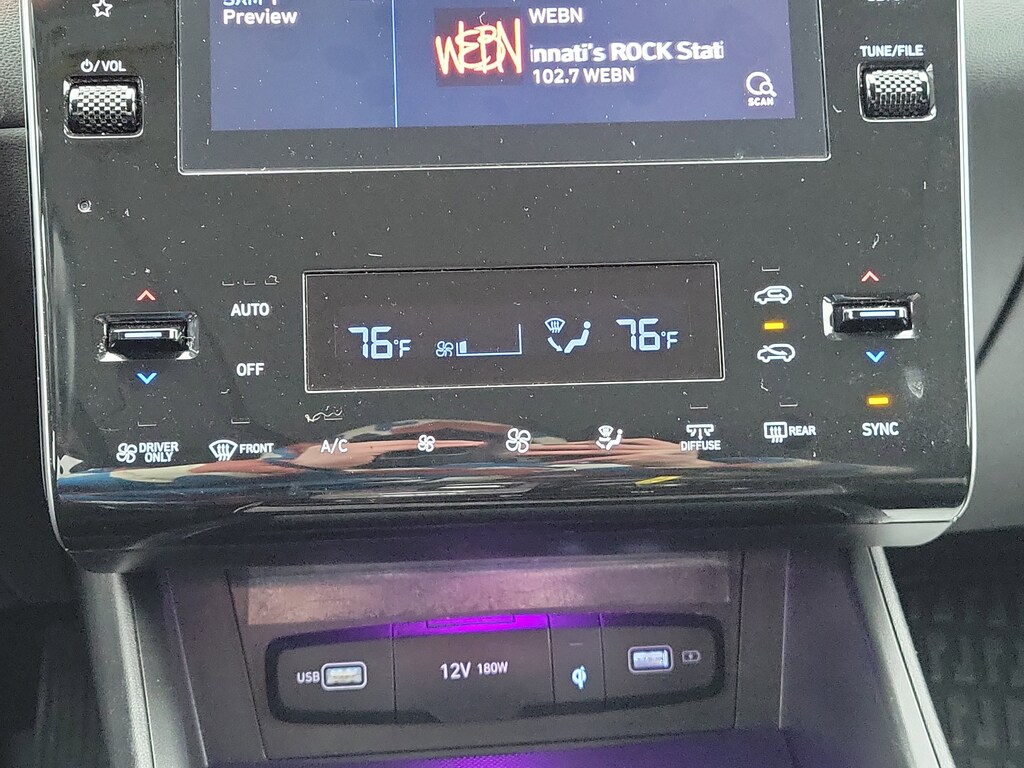 Preview
WEBN
WEBN
innati's ROCK Stati
102.7 WEBN
SCAN
/ VOL
TUNE/FILE
AUTO
OFF
76°F
76°F
DRIVER
ONLY
FRONT
A/C
DIFFUSE
REAR
SYNC
USB
12V 180W